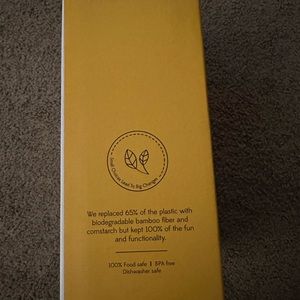 Small Choices Lead To Big Changes
We replaced 65% of the plastic with
biodegradable bamboo fiber and
cornstarch but kept 100% of the fun
and functionality.
100% Food safe | BPA free
Dishwasher safe